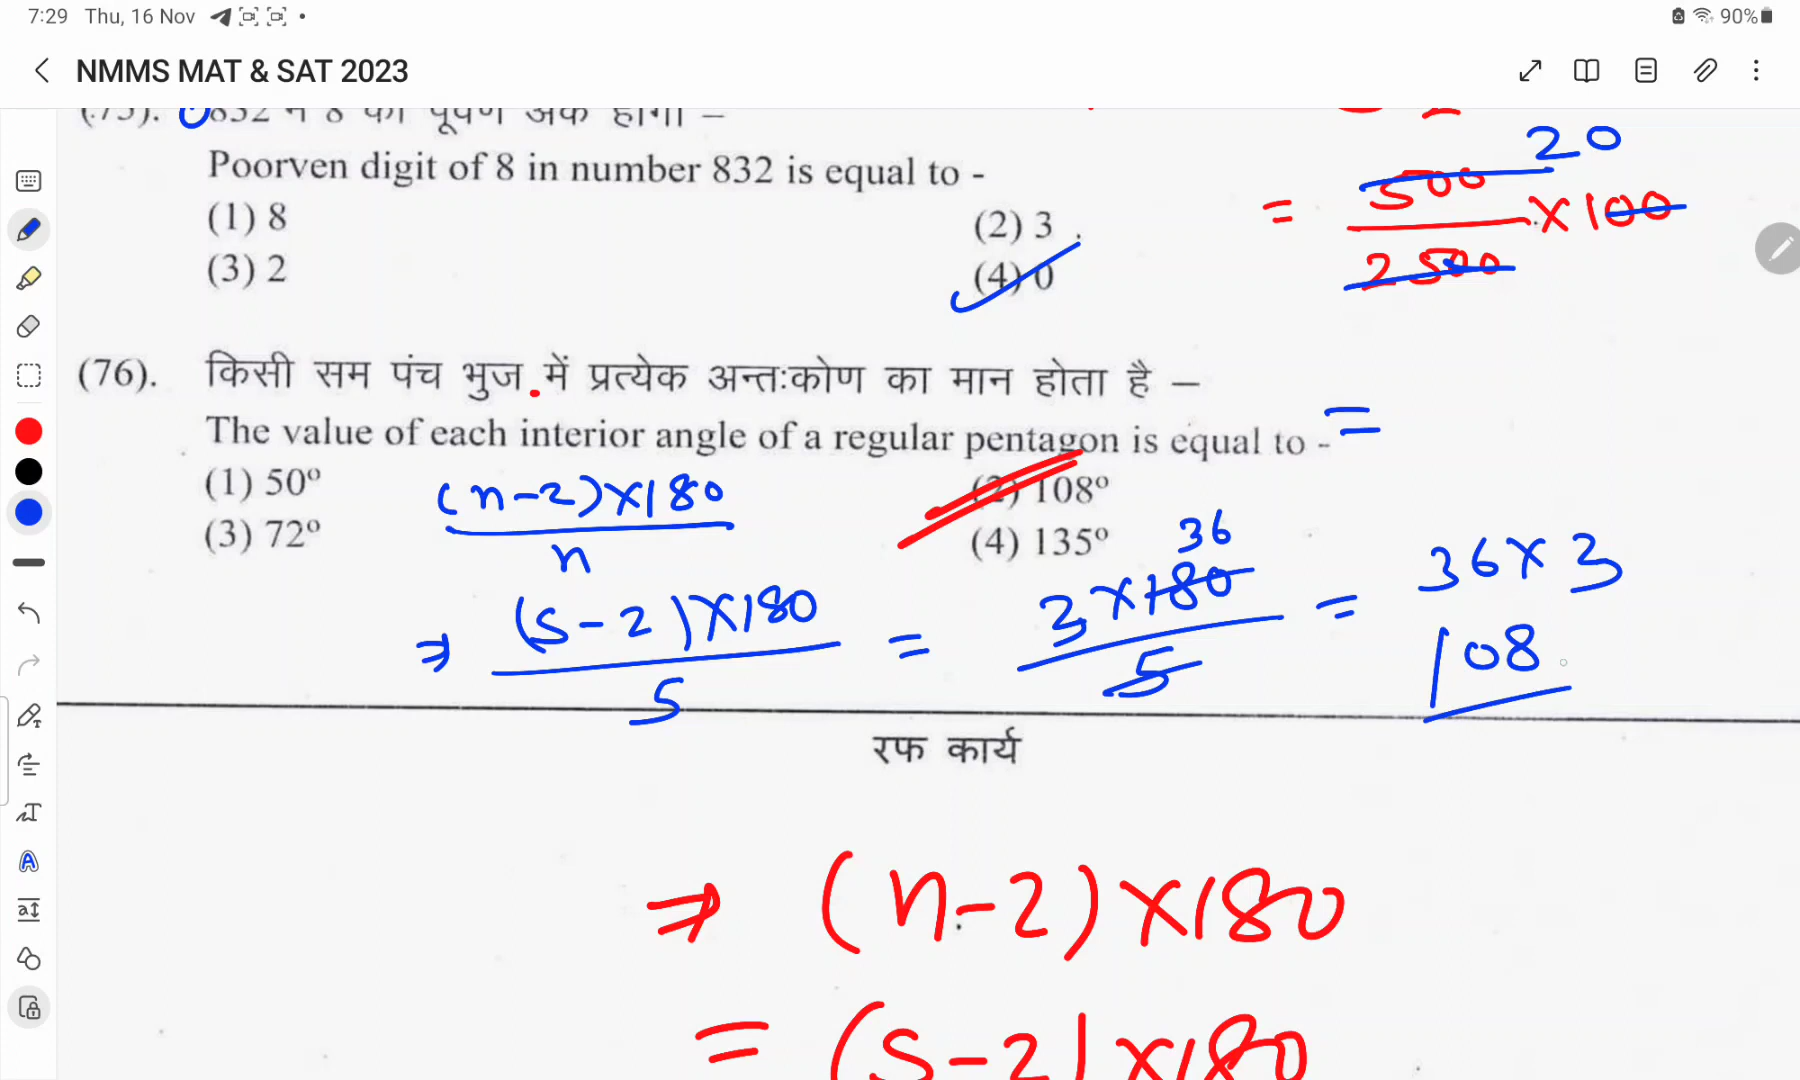 7:29 Thu, 16 Nov
90%
NMMS MAT & SAT 2023
(75). 832 में 8 का पूर्वेण अंक होगा –
Poorven digit of 8 in number 832 is equal to -
(1) 8 (2) 3
(3) 2 (4) 0
20
= 500 × 100
2500
(76). किसी सम पंच भुज में प्रत्येक अन्तःकोण का मान होता है –
The value of each interior angle of a regular pentagon is equal to - =
(1) 50° (2) 108°
(3) 72° (4) 135°
(n-2)×180
n
⇒ (5-2)×180 = 3×180 = 36×3
5 5
36
108
रफ कार्य
⇒ (n-2)×180
= (5-2)×180